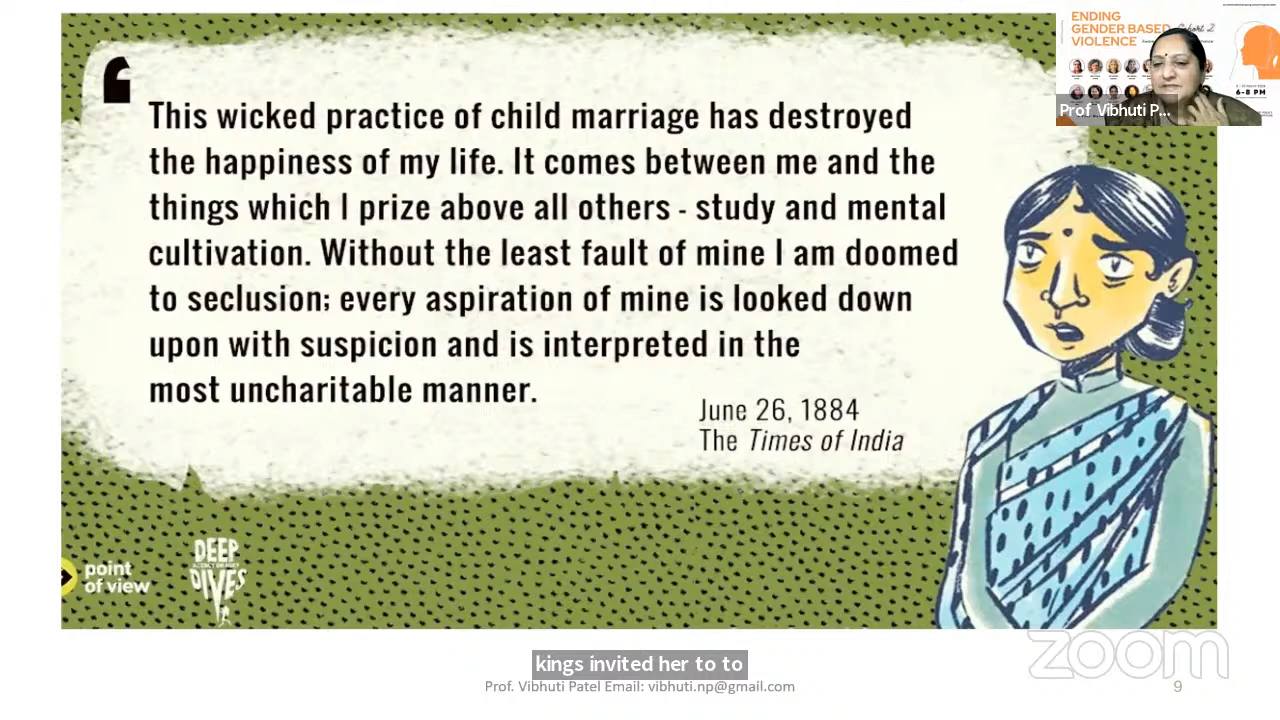 ENDING
GENDER BASED
VIOLENCE
6-8 PM
Prof. Vibhuti P...
This wicked practice of child marriage has destroyed
the happiness of my life. It comes between me and the
things which I prize above all others - study and mental
cultivation. Without the least fault of mine I am doomed
to seclusion; every aspiration of mine is looked down
upon with suspicion and is interpreted in the
most uncharitable manner.
June 26, 1884
The Times of India
point
of view
DEEP
DIVES
zoom
kings invited her to to
Prof. Vibhuti Patel Email: vibhuti.np@gmail.com
9